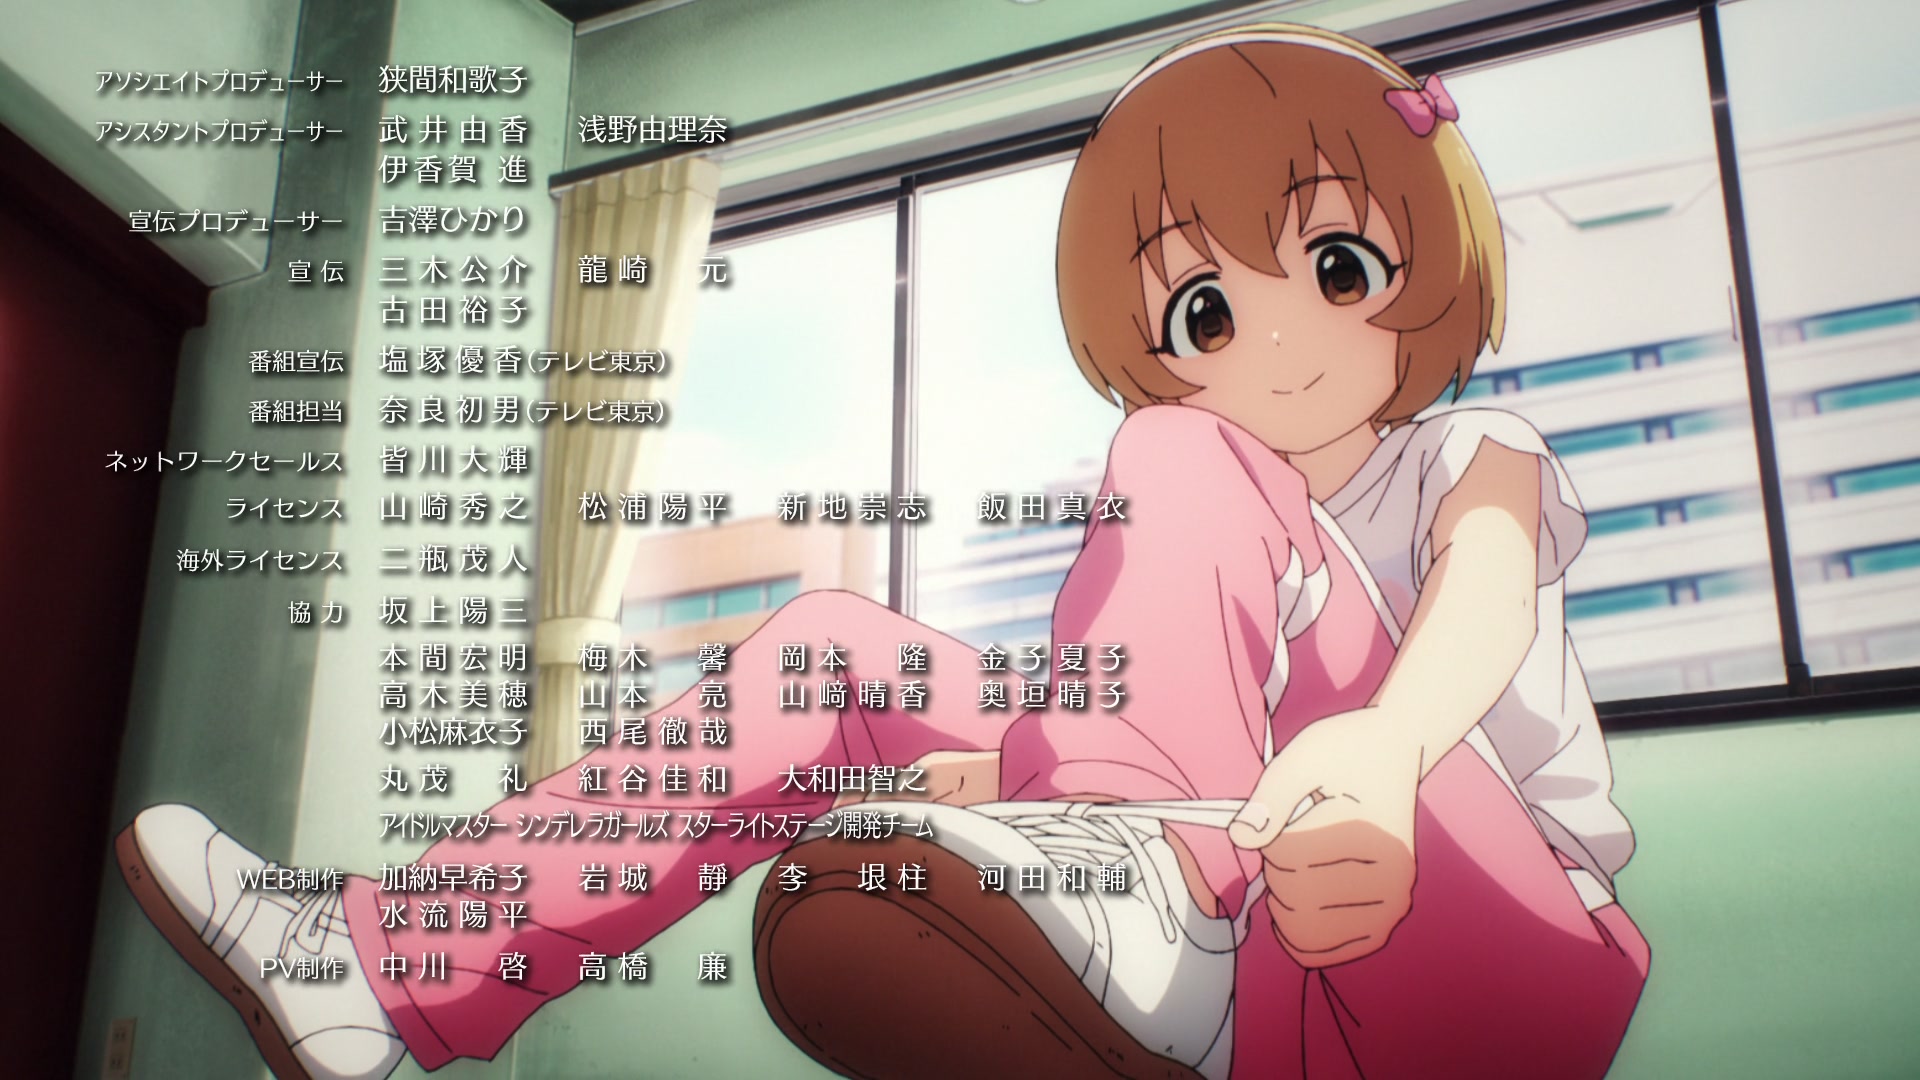 アソシエイトプロデューサー 狭間和歌子
アシスタントプロデューサー 武井由香 浅野由理奈
伊香賀 進
宣伝プロデューサー 吉澤ひかり
宣伝 三木公介 龍崎 元
古田裕子
番組宣伝 塩塚優香(テレビ東京)
番組担当 奈良初男(テレビ東京)
ネットワークセールス 皆川大輝
ライセンス 山崎秀之 松浦陽平 新地崇志 飯田真衣
海外ライセンス 二瓶茂人
協力 坂上陽三
本間宏明 梅木 馨 岡本 隆 金子夏子
高木美穂 山本 亮 山﨑晴香 奥垣晴子
小松麻衣子 西尾徹哉
丸茂 礼 紅谷佳和 大和田智之
アイドルマスター シンデレラガールズ スターライトステージ開発チーム
WEB制作 加納早希子 岩城 靜 李 垠柱 河田和輔
水流陽平
PV制作 中川 啓 高橋 廉